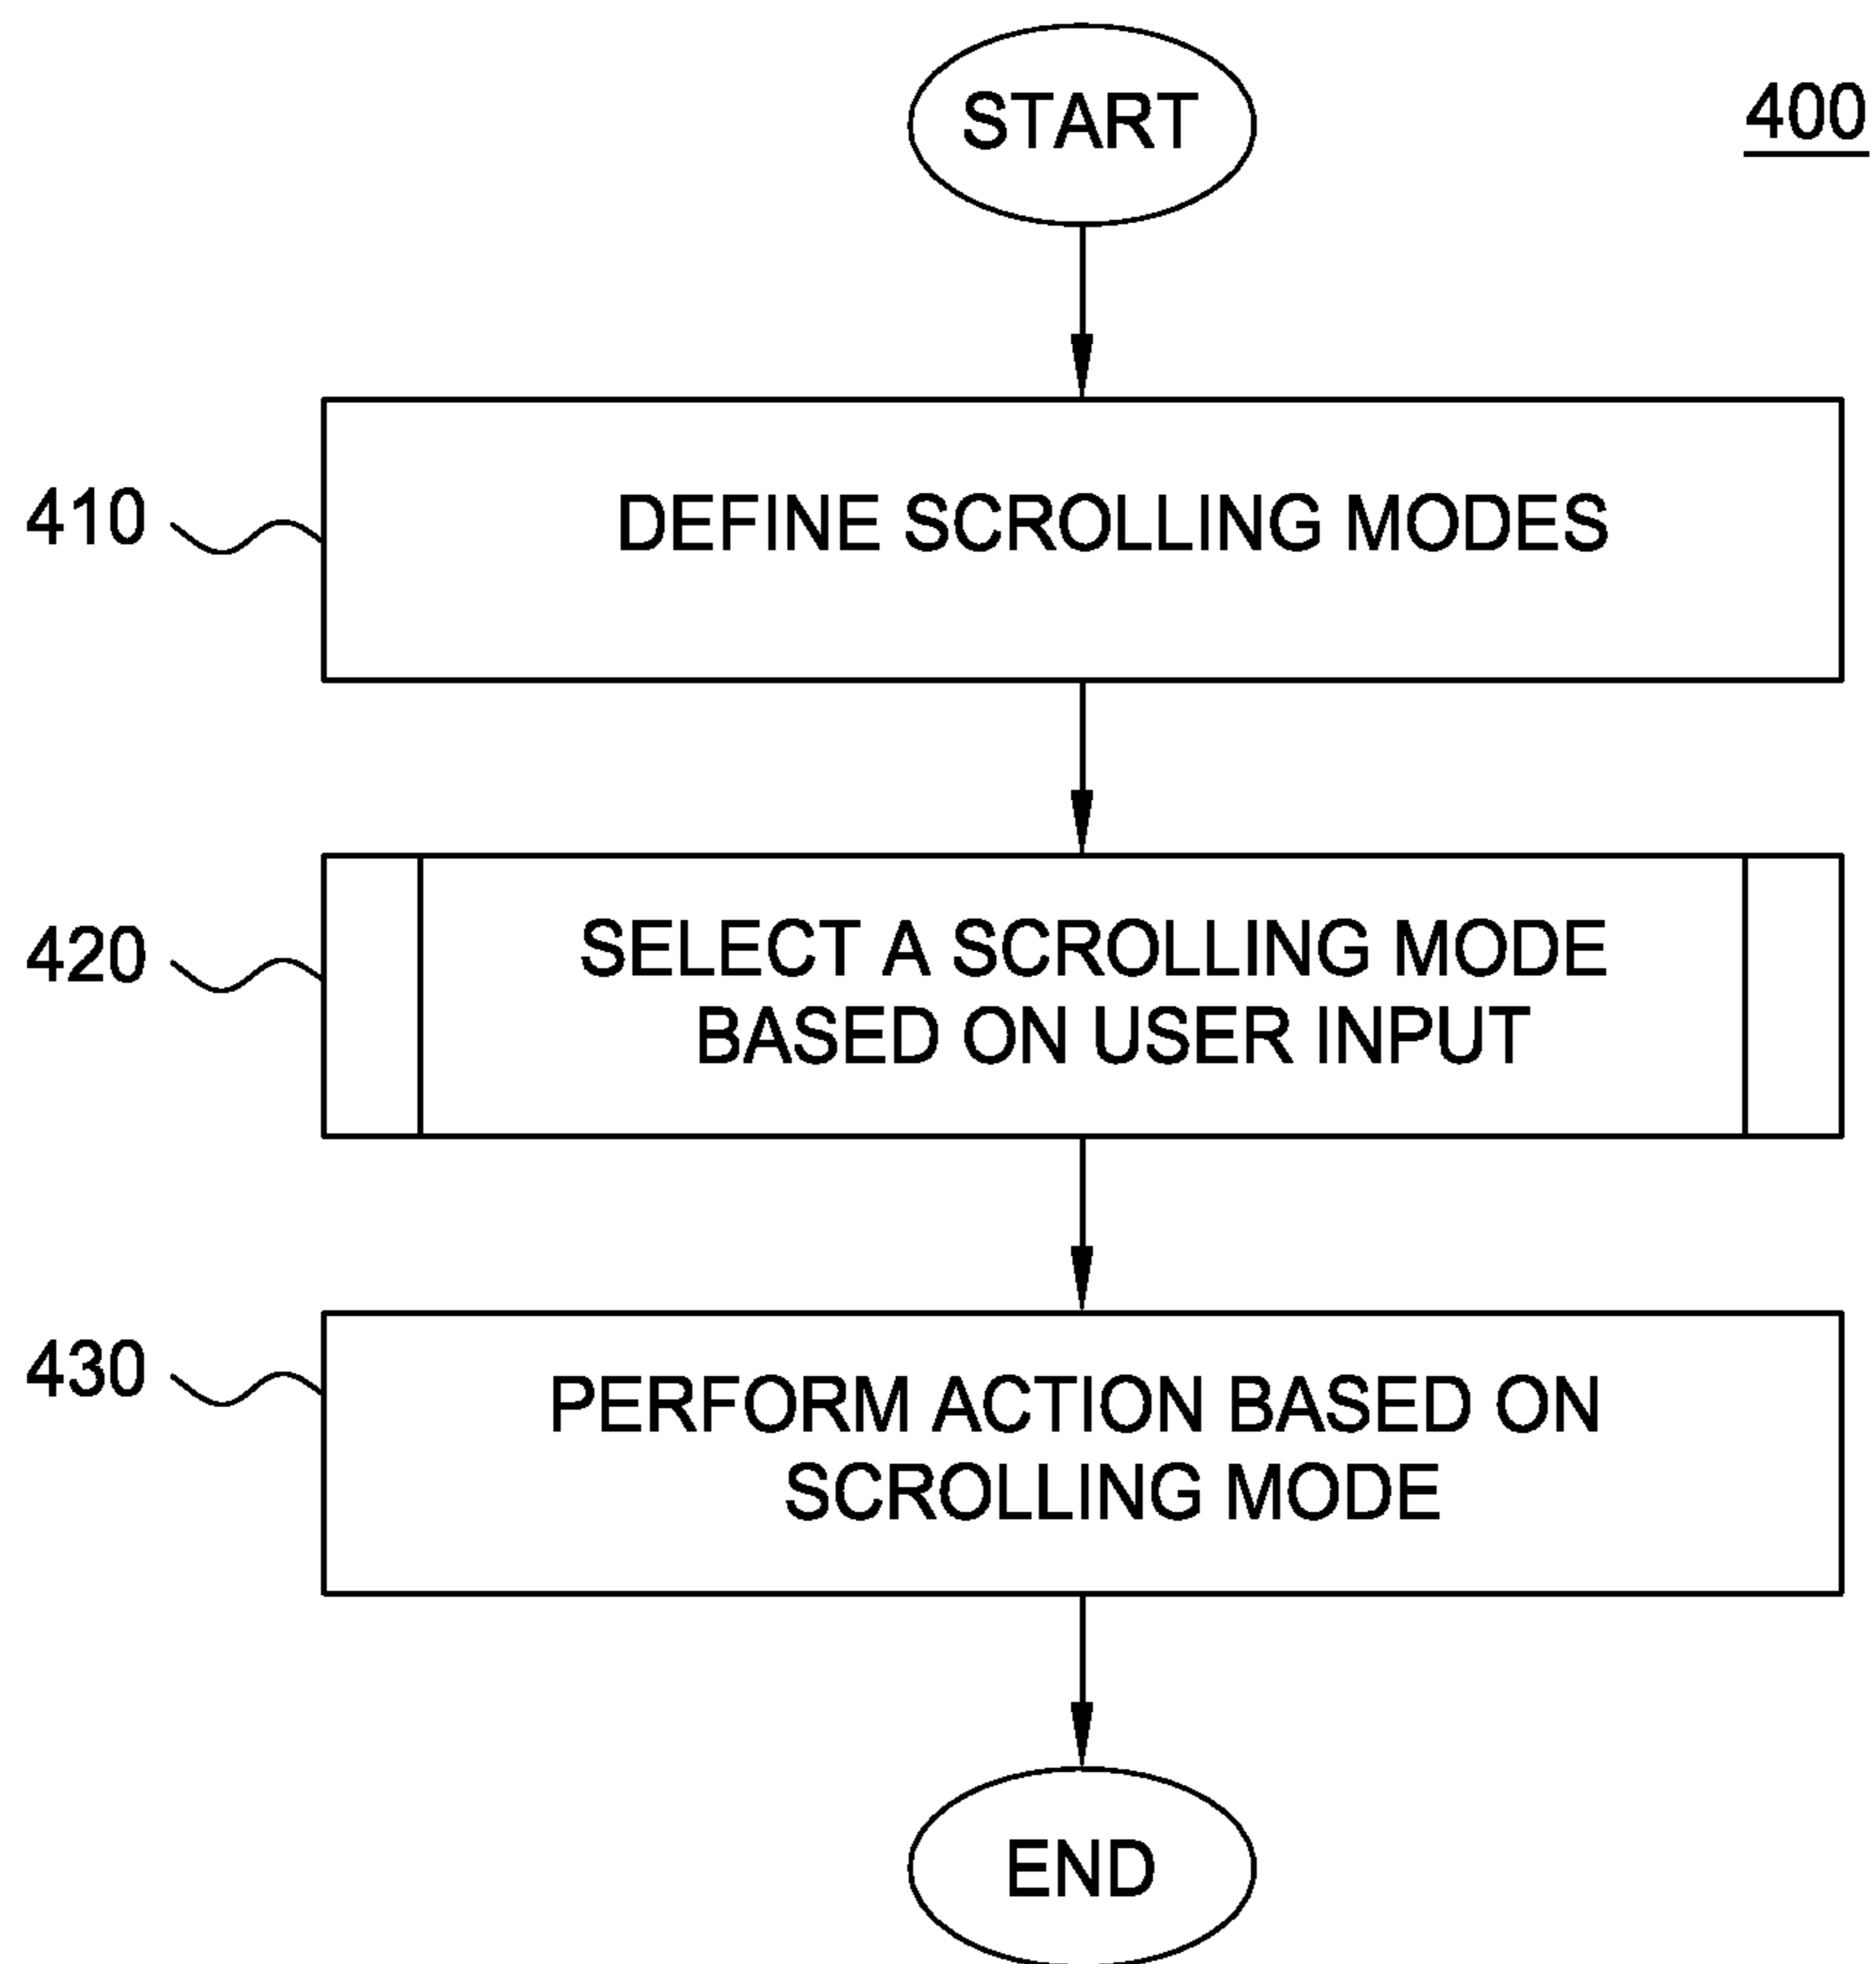 START
400
410
DEFINE SCROLLING MODES
420
SELECT A SCROLLING MODE
BASED ON USER INPUT
430
PERFORM ACTION BASED ON
SCROLLING MODE
END